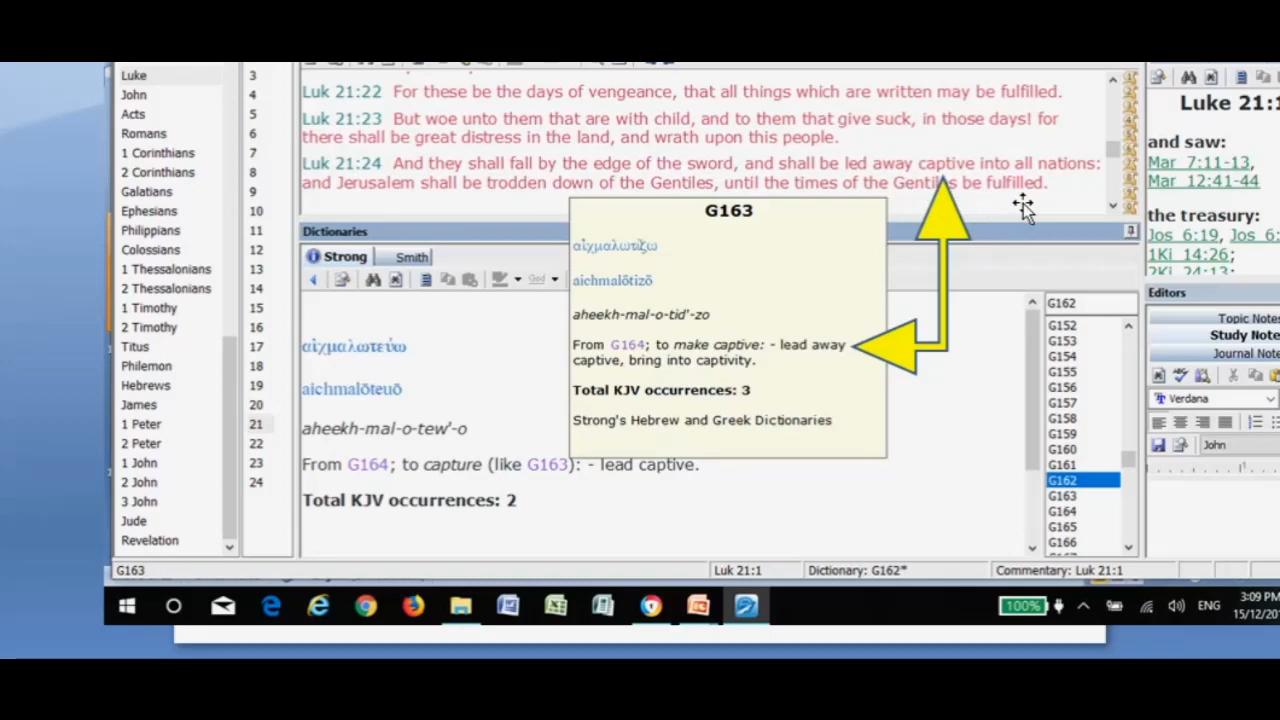 Luke
John
Acts
Romans
1 Corinthians
2 Corinthians
Galatians
Ephesians
Philippians
Colossians
1 Thessalonians
2 Thessalonians
1 Timothy
2 Timothy
Titus
Philemon
Hebrews
James
1 Peter
2 Peter
1 John
2 John
3 John
Jude
Revelation
3
4
5
6
7
8
9
10
11
12
13
14
15
16
17
18
19
20
21
22
23
24
Luk 21:22 For these be the days of vengeance, that all things which are written may be fulfilled.
Luk 21:23 But woe unto them that are with child, and to them that give suck, in those days! for
there shall be great distress in the land, and wrath upon this people.
Luk 21:24 And they shall fall by the edge of the sword, and shall be led away captive into all nations:
and Jerusalem shall be trodden down of the Gentiles, until the times of the Gentiles be fulfilled.
Dictionaries
Strong Smith
αἰχμαλωτεύω
aichmalōteuō
aheekh-mal-o-tew'-o
From G164; to capture (like G163): - lead captive.
Total KJV occurrences: 2
G163
αἰχμαλωτίζω
aichmalōtizō
aheekh-mal-o-tid'-zo
From G164; to make captive: - lead away
captive, bring into captivity.
Total KJV occurrences: 3
Strong's Hebrew and Greek Dictionaries
G162
G152
G153
G154
G155
G156
G157
G158
G159
G160
G161
G162
G163
G164
G165
G166
Luke 21:1
and saw:
Mar 7:11-13,
Mar 12:41-44
the treasury:
Jos 6:19, Jos 6:
1Ki 14:26;
2Ki 24:13;
Editors
Topic Notes
Study Notes
Journal Note
Verdana
John
G163
Luk 21:1
Dictionary: G162*
Commentary: Luk 21:1
100%
ENG
3:09 PM
15/12/20